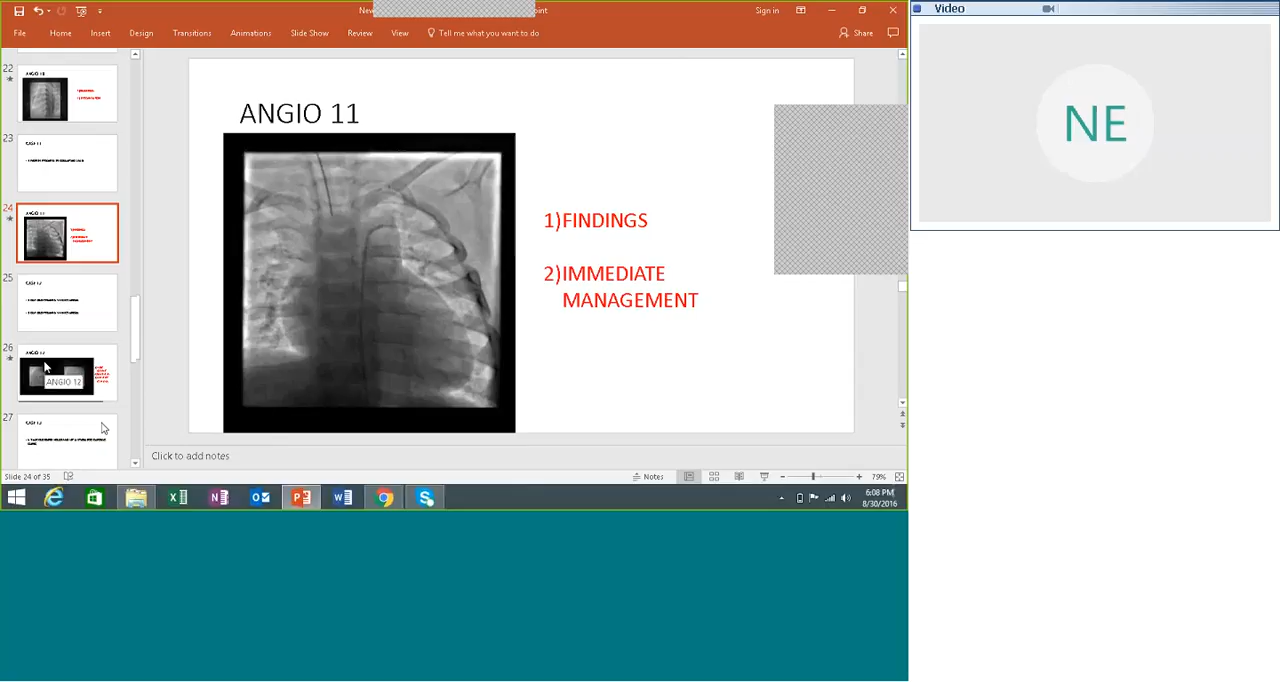 New
oint
Sign in
File
Home
Insert
Design
Transitions
Animations
Slide Show
Review
View
Tell me what you want to do
Share
22
23
24
25
26
27
ANGIO 12
ANGIO 11
1)FINDINGS
2)IMMEDIATE
MANAGEMENT
Click to add notes
Slide 24 of 35
Notes
79%
6:08 PM
8/30/2016
Video
NE